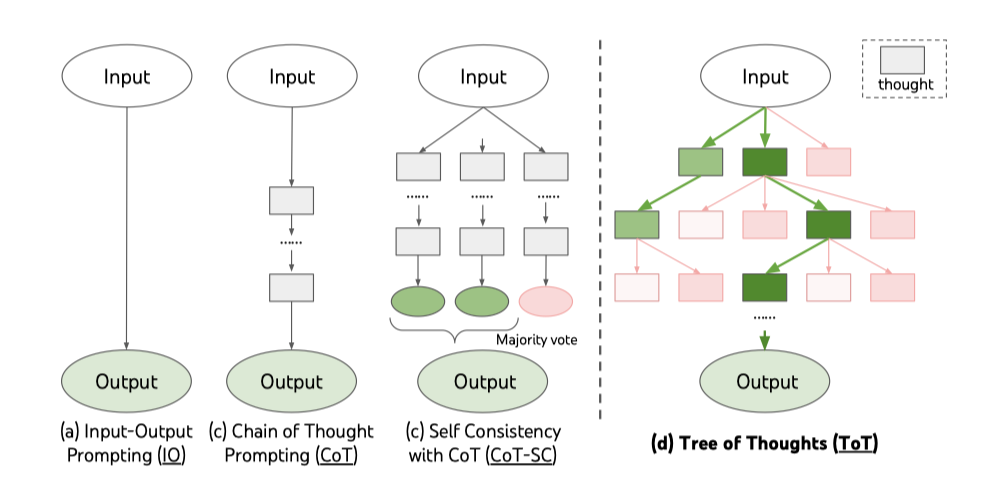 Input
Input
Input
Input
thought
......
......
......
......
......
Majority vote
Output
Output
Output
Output
(a) Input-Output
Prompting (IO)
(c) Chain of Thought
Prompting (CoT)
(c) Self Consistency
with CoT (CoT-SC)
(d) Tree of Thoughts (ToT)